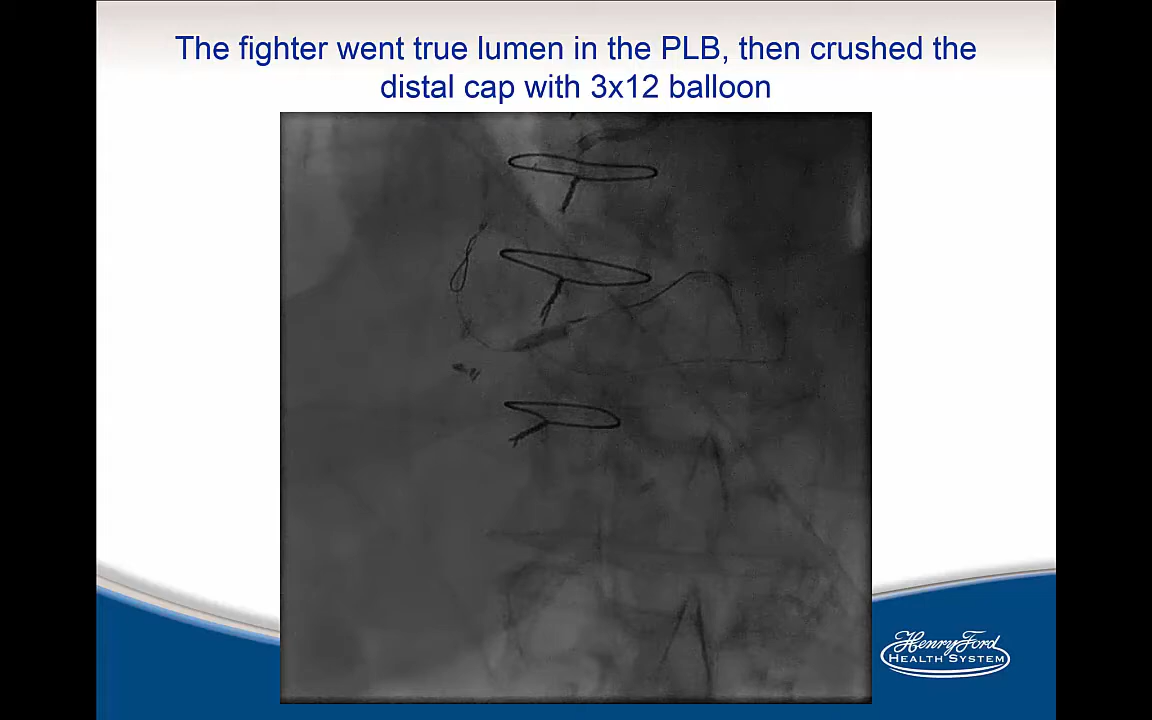 The fighter went true lumen in the PLB, then crushed the
distal cap with 3x12 balloon
Henry Ford
HEALTH SYSTEM